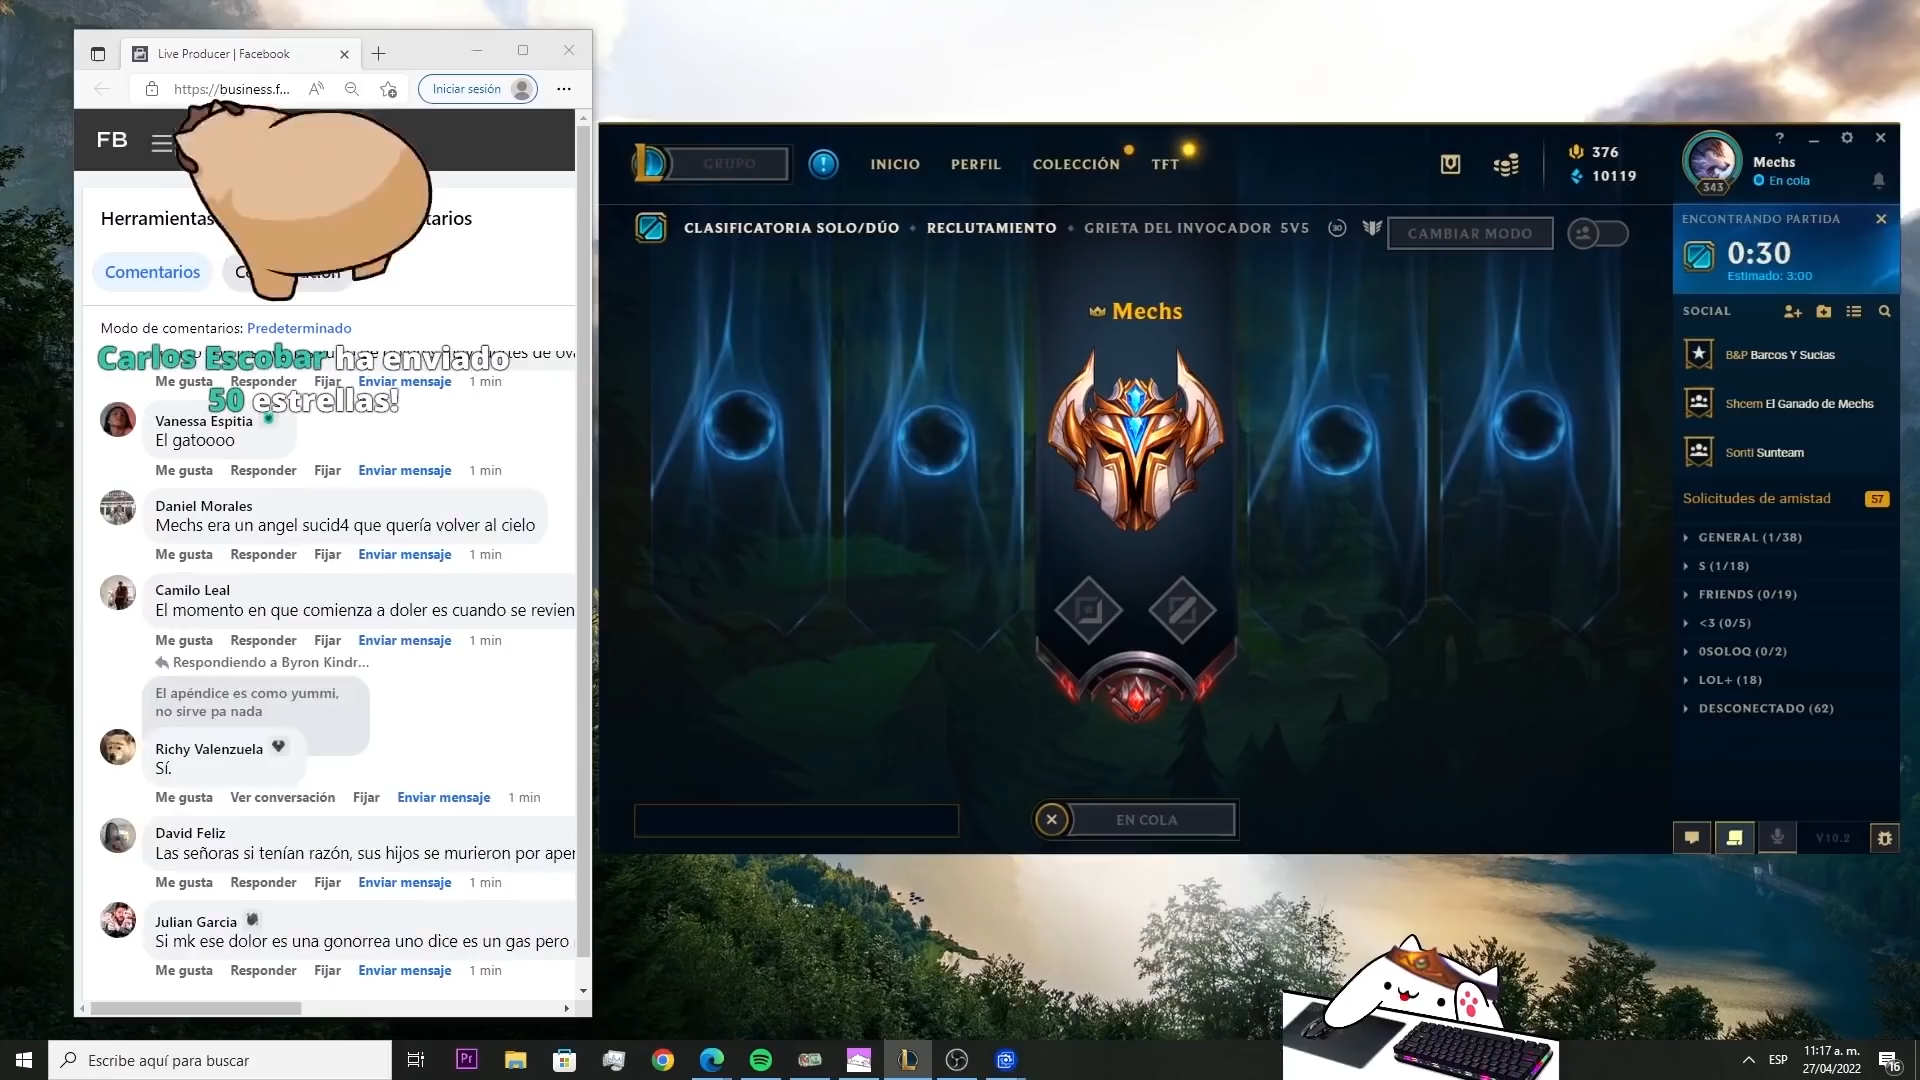 Live Producer | Facebook
https://business.f...
Iniciar sesión
FB
Herramientas
tarios
Comentarios
Modo de comentarios: Predeterminado
Carlos Escobar ha enviado
50 estrellas!
Me gusta Responder Fijar Enviar mensaje 1 min
Vanessa Espitia
El gatoooo
Me gusta Responder Fijar Enviar mensaje 1 min
Daniel Morales
Mechs era un angel sucid4 que quería volver al cielo
Me gusta Responder Fijar Enviar mensaje 1 min
Camilo Leal
El momento en que comienza a doler es cuando se revien
Me gusta Responder Fijar Enviar mensaje 1 min
Respondiendo a Byron Kindr...
El apéndice es como yummi,
no sirve pa nada
Richy Valenzuela
Sí.
Me gusta Ver conversación Fijar Enviar mensaje 1 min
David Feliz
Las señoras si tenían razón, sus hijos se murieron por aper
Me gusta Responder Fijar Enviar mensaje 1 min
Julian Garcia
Si mk ese dolor es una gonorrea uno dice es un gas pero
Me gusta Responder Fijar Enviar mensaje 1 min
GRUPO
INICIO PERFIL COLECCIÓN TFT
376
10119
CLASIFICATORIA SOLO/DÚO • RECLUTAMIENTO • GRIETA DEL INVOCADOR 5V5
30
CAMBIAR MODO
Mechs
EN COLA
343
Mechs
En cola
ENCONTRANDO PARTIDA
0:30
Estimado: 3:00
SOCIAL
B&P Barcos Y Sucias
Shcem El Ganado de Mechs
Sonti Sunteam
Solicitudes de amistad 57
GENERAL (1/38)
S (1/18)
FRIENDS (0/19)
<3 (0/5)
0SOLOQ (0/2)
LOL+ (18)
DESCONECTADO (62)
V10.2
Escribe aquí para buscar
Pr
ESP
11:17 a. m.
27/04/2022
16